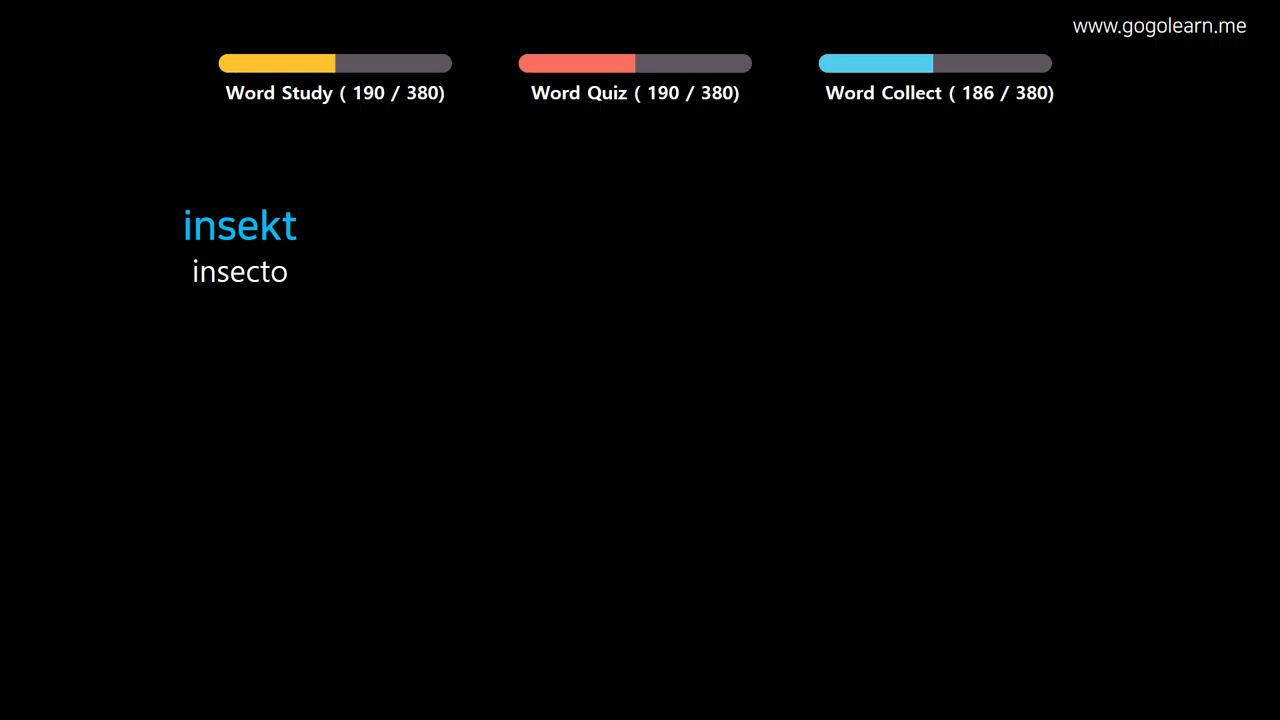 www.gogolearn.me
Word Study ( 190 / 380)
Word Quiz ( 190 / 380)
Word Collect ( 186 / 380)
insekt
insecto